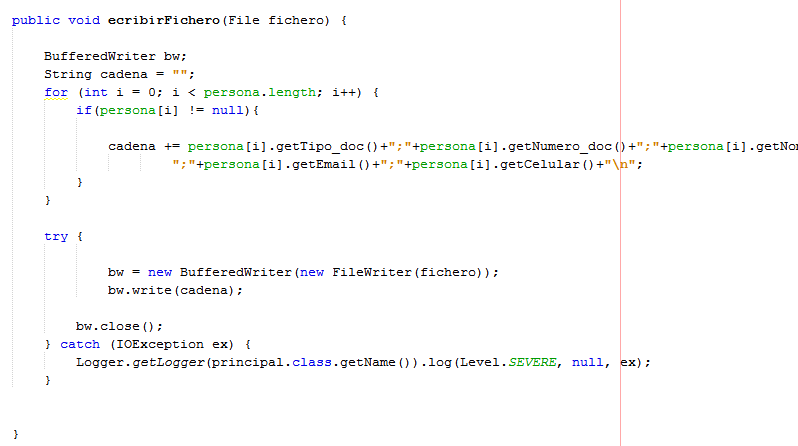 public void ecribirFichero(File fichero) {
BufferedWriter bw;
String cadena = "";
for (int i = 0; i < persona.length; i++) {
if(persona[i] != null){
cadena += persona[i].getTipo_doc()+";"+persona[i].getNumero_doc()+";"+persona[i].getNo
";"+persona[i].getEmail()+";"+persona[i].getCelular()+"\n";
}
}
try {
bw = new BufferedWriter(new FileWriter(fichero));
bw.write(cadena);
bw.close();
} catch (IOException ex) {
Logger.getLogger(principal.class.getName()).log(Level.SEVERE, null, ex);
}
}